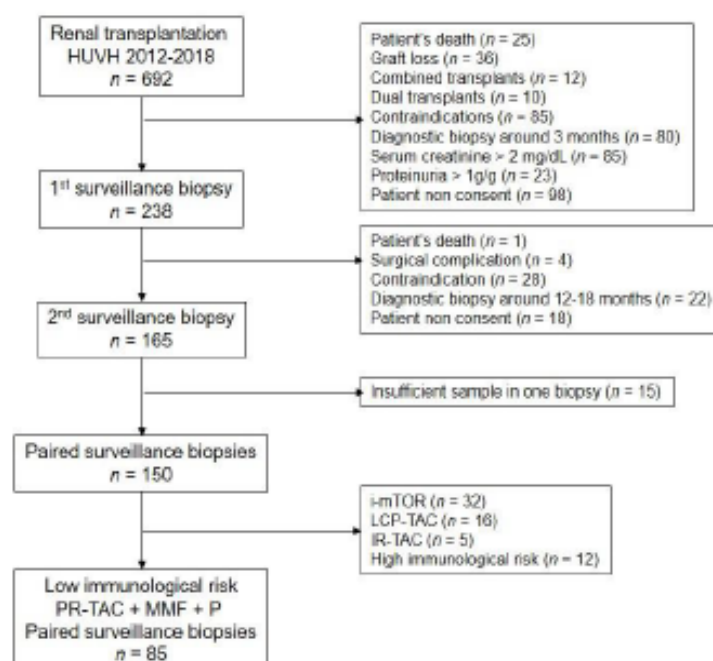 Renal transplantation
HUVH 2012-2018
n = 692
Patient's death (n = 25)
Graft loss (n = 36)
Combined transplants (n = 12)
Dual transplants (n = 10)
Contraindications (n = 85)
Diagnostic biopsy around 3 months (n = 80)
Serum creatinine > 2 mg/dL (n = 85)
Proteinuria > 1g/g (n = 23)
Patient non consent (n = 98)
1st surveillance biopsy
n = 238
Patient's death (n = 1)
Surgical complication (n = 4)
Contraindication (n = 28)
Diagnostic biopsy around 12-18 months (n = 22)
Patient non consent (n = 18)
2nd surveillance biopsy
n = 165
Insufficient sample in one biopsy (n = 15)
Paired surveillance biopsies
n = 150
i-mTOR (n = 32)
LCP-TAC (n = 16)
IR-TAC (n = 5)
High immunological risk (n = 12)
Low immunological risk
PR-TAC + MMF + P
Paired surveillance biopsies
n = 85